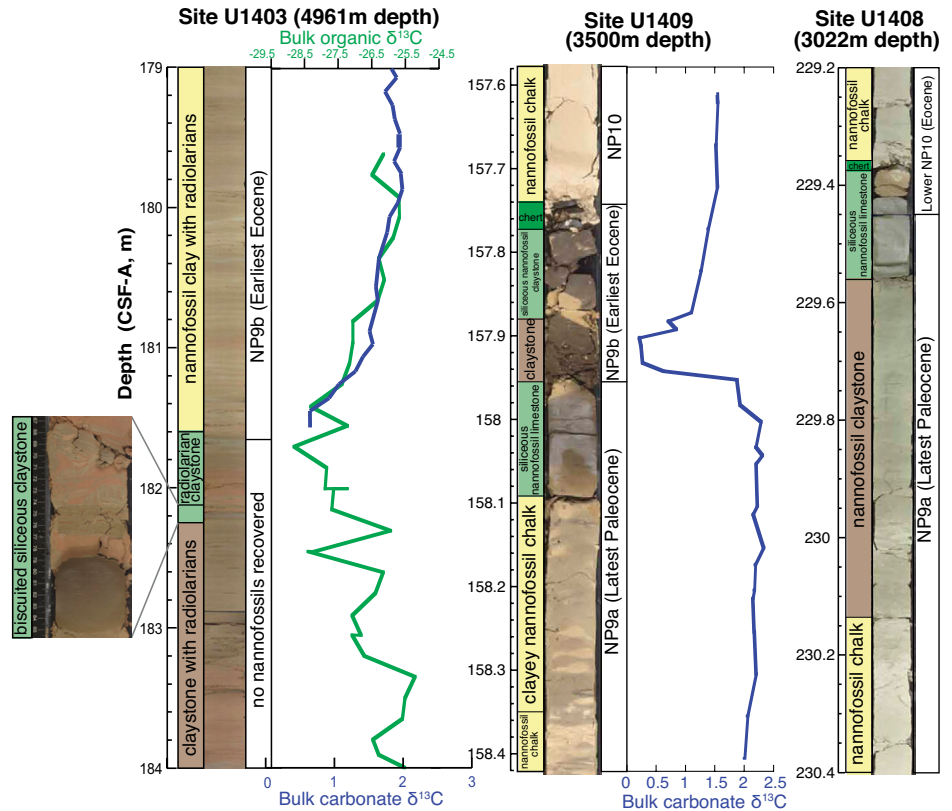 Site U1403 (4961m depth)
Bulk organic δ13C
-29.5 -28.5 -27.5 -26.5 -25.5 -24.5
179
180
181
182
183
184
Depth (CSF-A, m)
nannofossil clay with radiolarians
radiolarian
claystone
claystone with radiolarians
biscuited siliceous claystone
NP9b (Earliest Eocene)
no nannofossils recovered
0 1 2 3
Bulk carbonate δ13C
Site U1409
(3500m depth)
157.6
157.7
157.8
157.9
158
158.1
158.2
158.3
158.4
nannofossil chalk
chert
siliceous nannofossil
claystone
claystone
siliceous
nannofossil limestone
clayey nannofossil chalk
nannofossil
chalk
NP10
NP9b (Earliest Eocene)
NP9a (Latest Paleocene)
0 0.5 1 1.5 2 2.5
Bulk carbonate δ13C
Site U1408
(3022m depth)
229.2
229.4
229.6
229.8
230
230.2
230.4
nannofossil
chalk
chert
siliceous
nannofossil limestone
nannofossil claystone
nannofossil chalk
Lower NP10 (Eocene)
NP9a (Latest Paleocene)